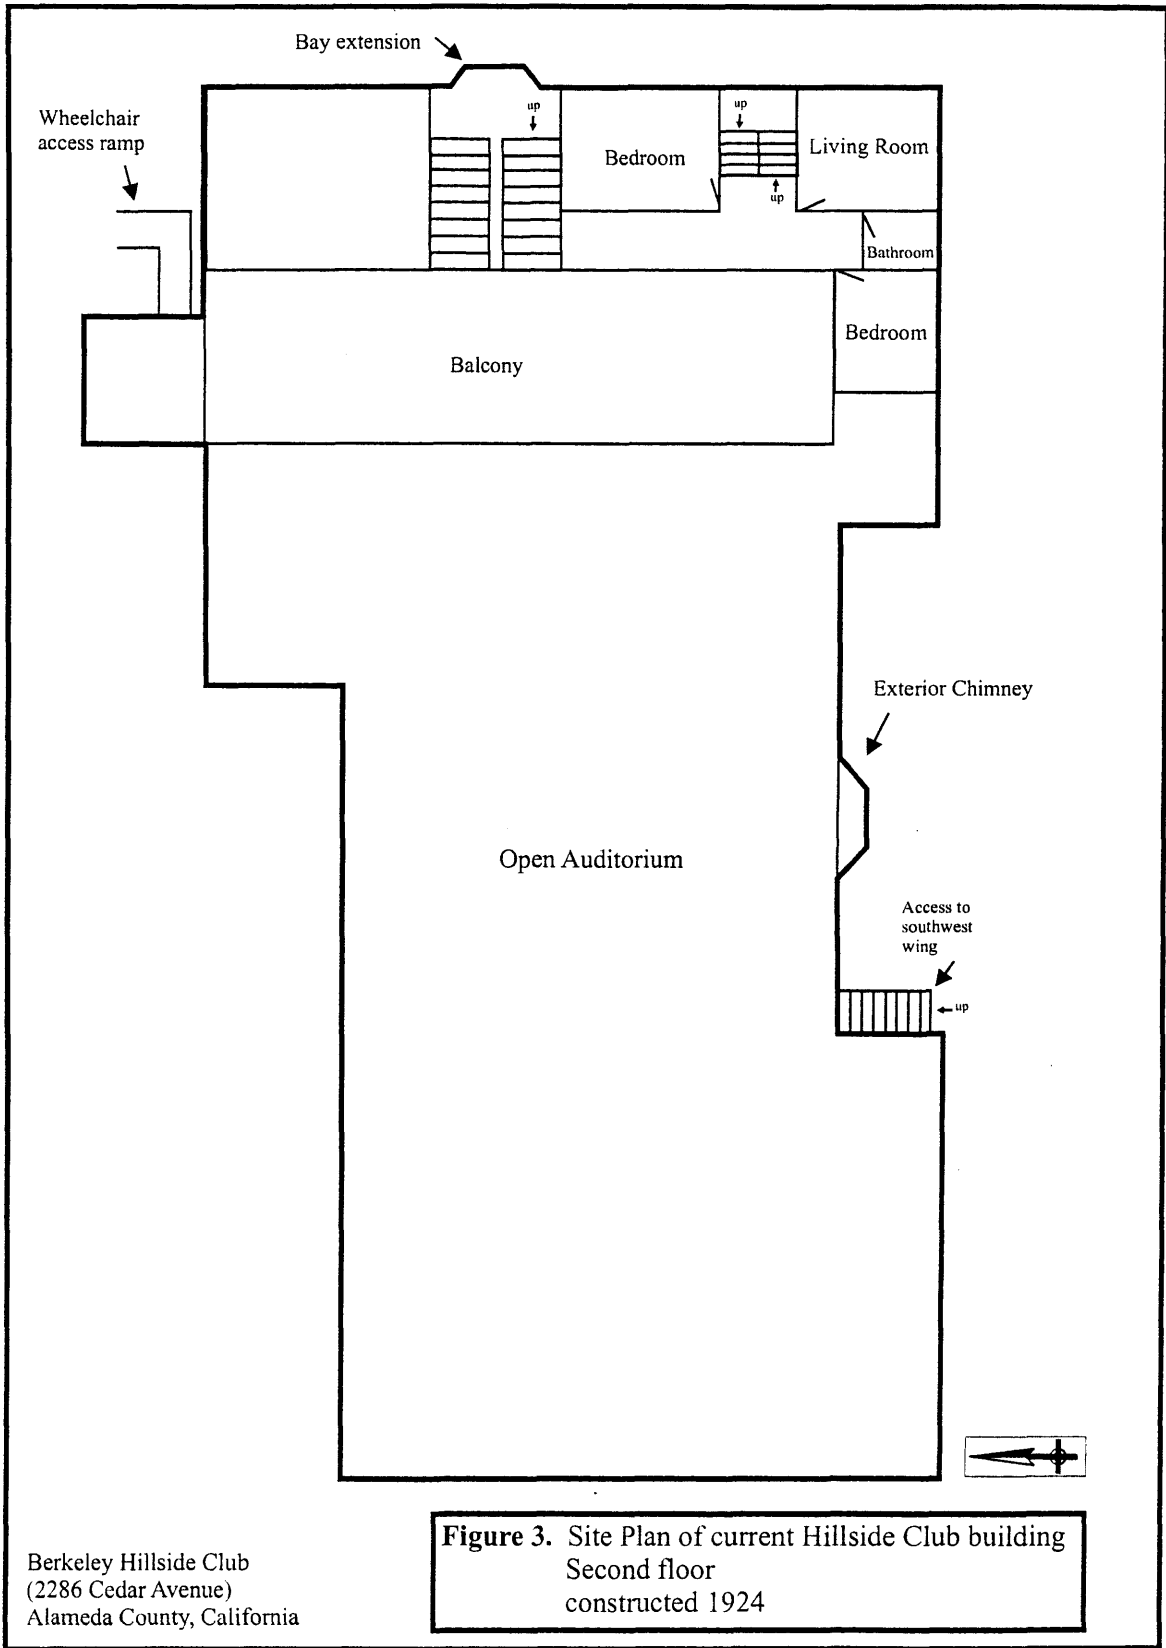 Bay extension
Wheelchair
access ramp
up
up
Bedroom
Living Room
up
Bathroom
Bedroom
Balcony
Exterior Chimney
Open Auditorium
Access to
southwest
wing
up
Figure 3. Site Plan of current Hillside Club building
Second floor
constructed 1924
Berkeley Hillside Club
(2286 Cedar Avenue)
Alameda County, California